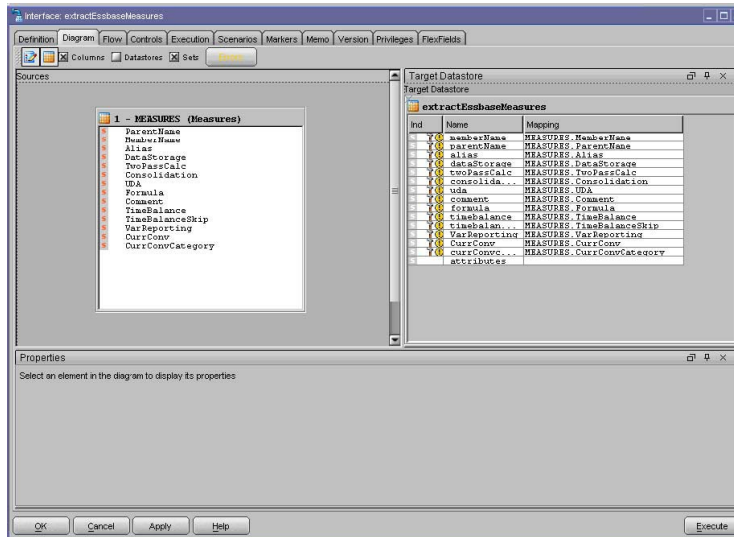 Interface: extractEssbaseMeasures
Definition Diagram Flow Controls Execution Scenarios Markers Memo Version Privileges FlexFields
Columns Datastores Sets
Sources
1 - MEASURES (Measures)
ParentName
MemberName
Alias
DataStorage
TwoPassCalc
Consolidation
UDA
Formula
Comment
TimeBalance
TimeBalanceSkip
VarReporting
CurrConv
CurrConvCategory
Target Datastore
Target Datastore
extractEssbaseMeasures
Ind Name Mapping
memberName MEASURES.MemberName
parentName MEASURES.ParentName
alias MEASURES.Alias
dataStorage MEASURES.DataStorage
twoPassCalc MEASURES.TwoPassCalc
consolida... MEASURES.Consolidation
uda MEASURES.UDA
comment MEASURES.Comment
formula MEASURES.Formula
timebalance MEASURES.TimeBalance
timebalan... MEASURES.TimeBalanceSkip
VarReporting MEASURES.VarReporting
CurrConv MEASURES.CurrConv
currConvc... MEASURES.CurrConvCategory
attributes
Properties
Select an element in the diagram to display its properties
OK Cancel Apply Help Execute